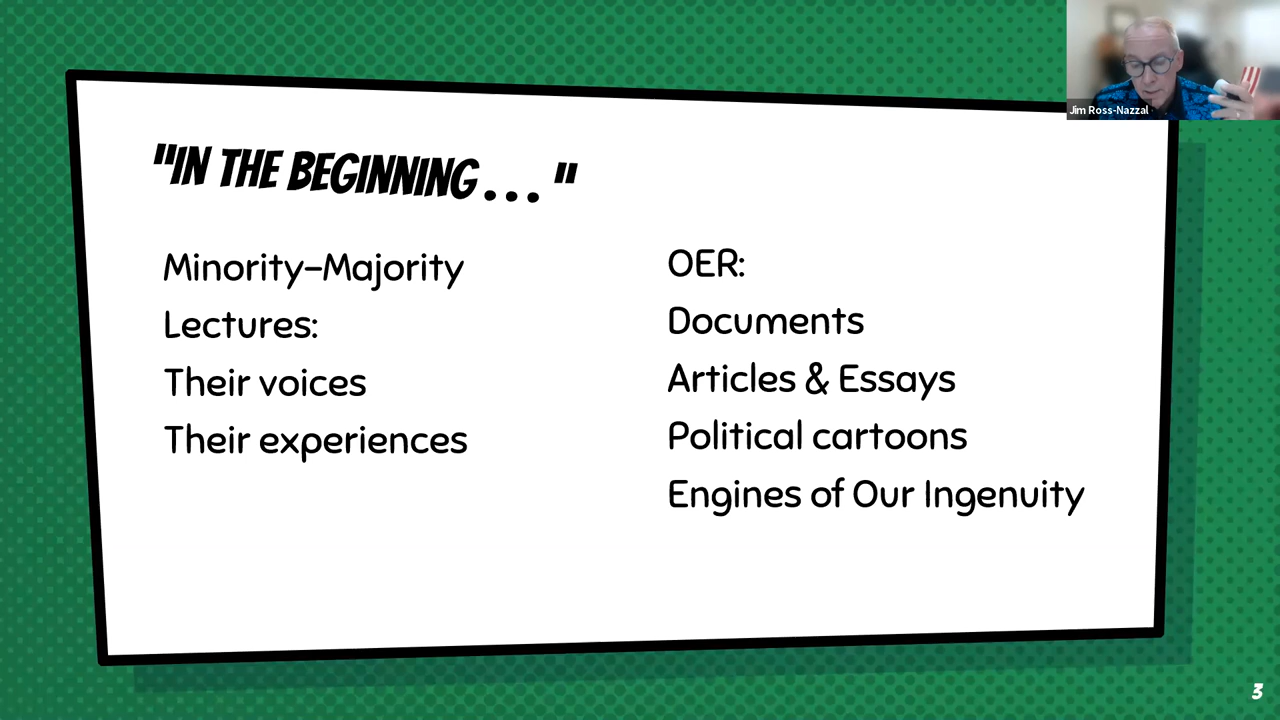 "IN THE BEGINNING . . . "
Minority–Majority
Lectures:
Their voices
Their experiences
OER:
Documents
Articles & Essays
Political cartoons
Engines of Our Ingenuity
Jim Ross-Nazzal
3